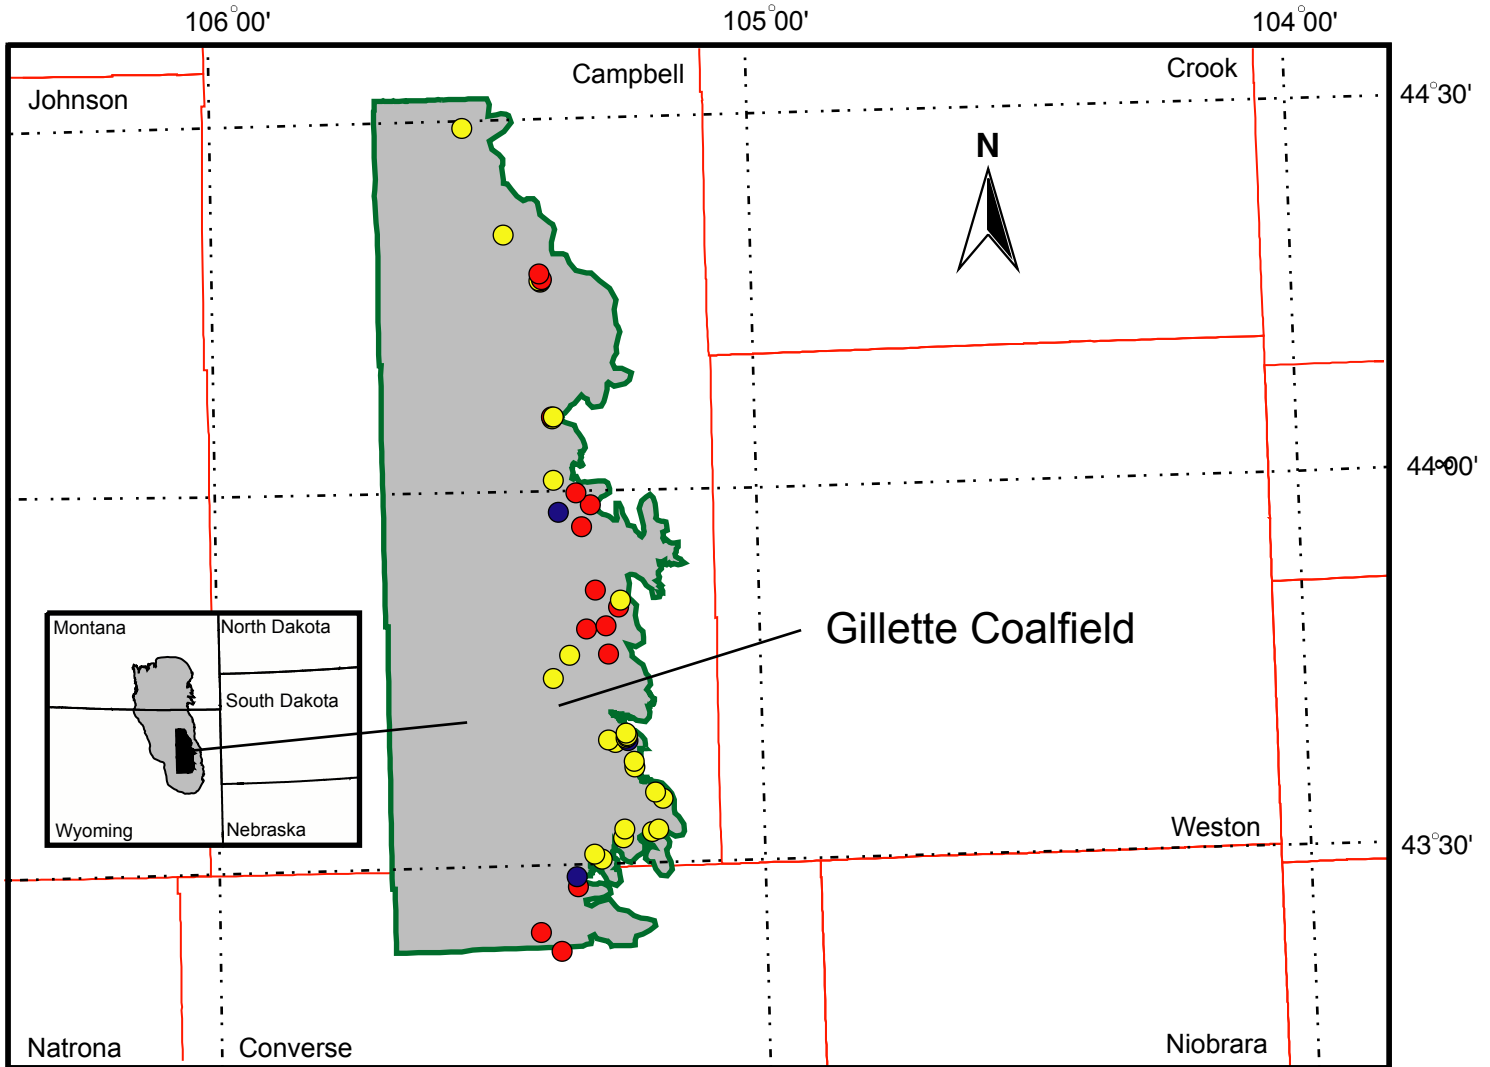 106°00'
105°00'
104°00'
Campbell
Crook
Johnson
44°30'
N
44°00'
Gillette Coalfield
Montana
North Dakota
South Dakota
Wyoming
Nebraska
Weston
43°30'
Natrona
Converse
Niobrara